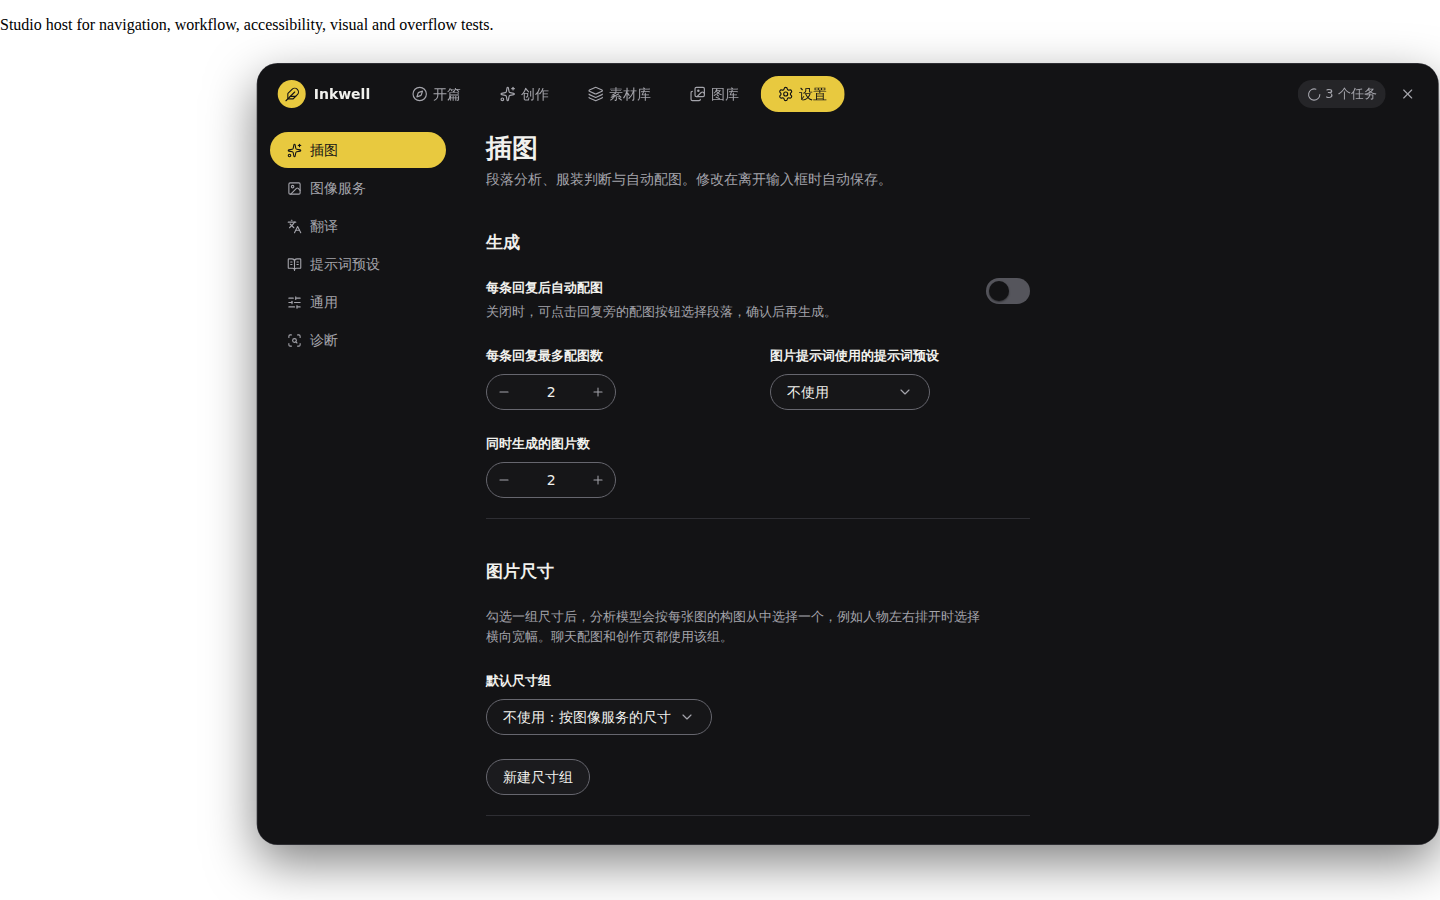 Studio host for navigation, workflow, accessibility, visual and overflow tests.
Inkwell
开篇
创作
素材库
图库
设置
3 个任务
插图
图像服务
翻译
提示词预设
通用
诊断
插图
段落分析、服装判断与自动配图。修改在离开输入框时自动保存。
生成
每条回复后自动配图
关闭时，可点击回复旁的配图按钮选择段落，确认后再生成。
每条回复最多配图数
图片提示词使用的提示词预设
2
不使用
同时生成的图片数
2
图片尺寸
勾选一组尺寸后，分析模型会按每张图的构图从中选择一个，例如人物左右排开时选择
横向宽幅。聊天配图和创作页都使用该组。
默认尺寸组
不使用：按图像服务的尺寸
新建尺寸组